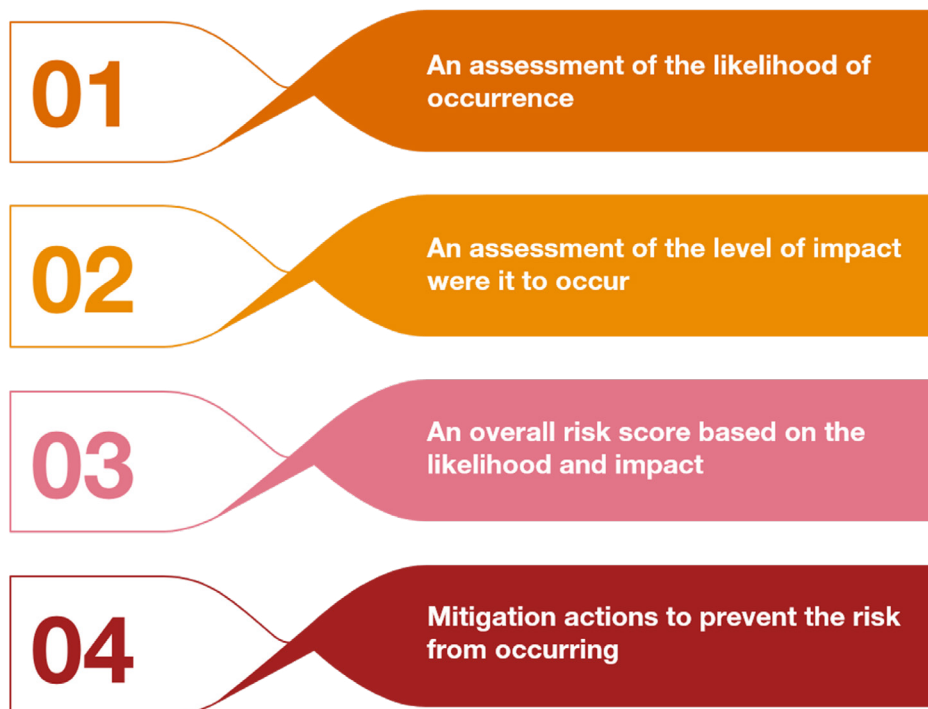 01
An assessment of the likelihood of
occurrence
02
An assessment of the level of impact
were it to occur
03
An overall risk score based on the
likelihood and impact
04
Mitigation actions to prevent the risk
from occurring